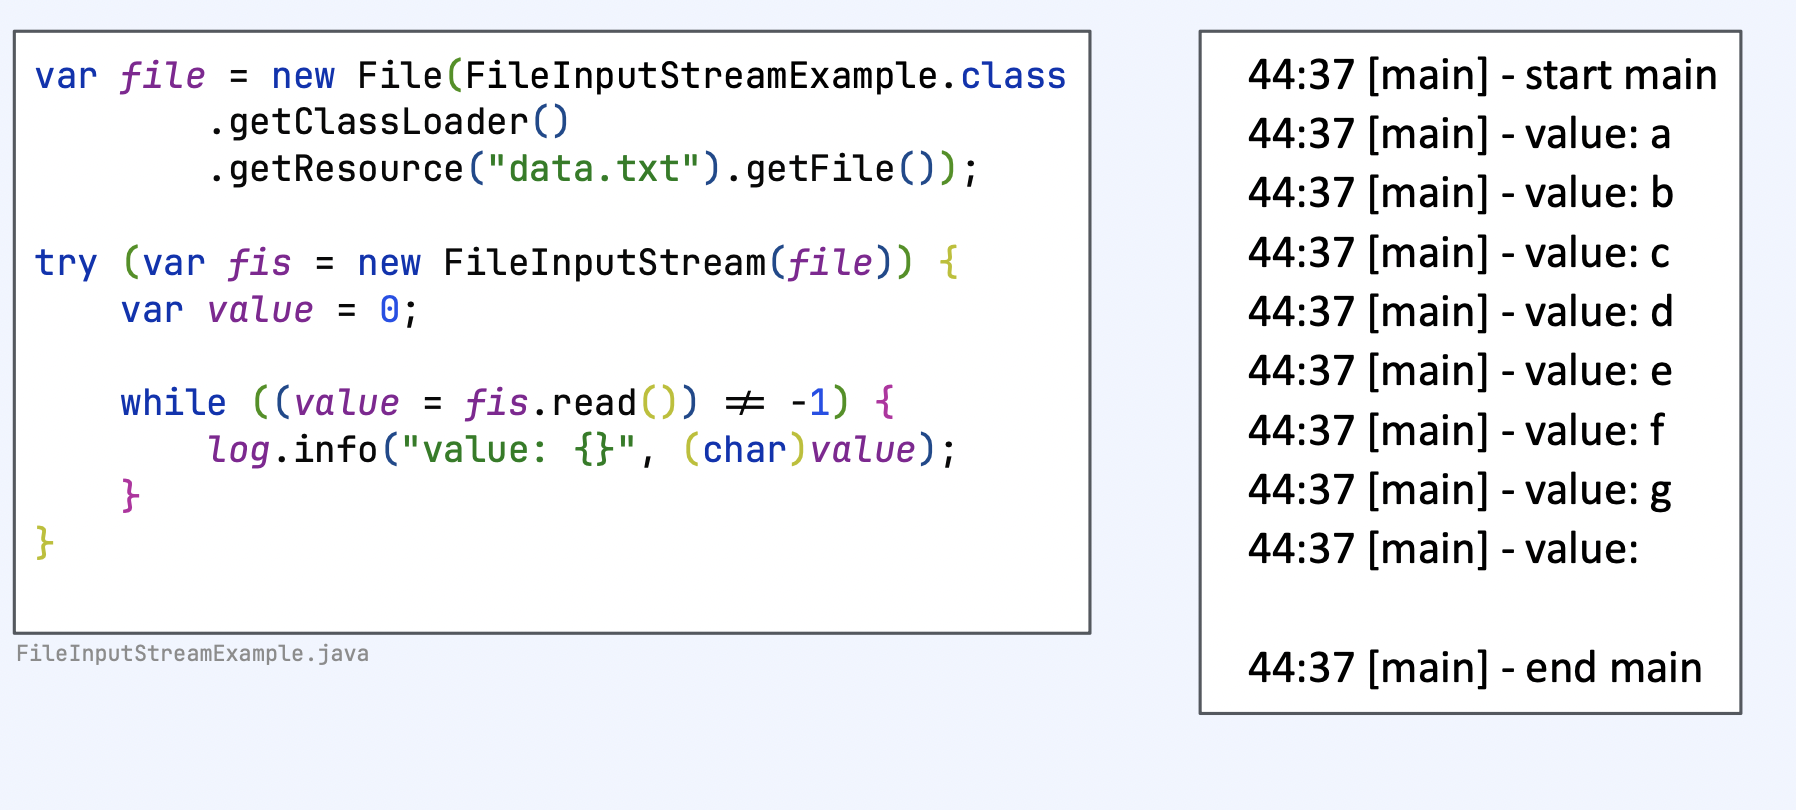 var file = new File(FileInputStreamExample.class
.getClassLoader()
.getResource("data.txt").getFile());
try (var fis = new FileInputStream(file)) {
var value = 0;
while ((value = fis.read()) != -1) {
log.info("value: {}", (char)value);
}
}
FileInputStreamExample.java
44:37 [main] - start main
44:37 [main] - value: a
44:37 [main] - value: b
44:37 [main] - value: c
44:37 [main] - value: d
44:37 [main] - value: e
44:37 [main] - value: f
44:37 [main] - value: g
44:37 [main] - value:
44:37 [main] - end main